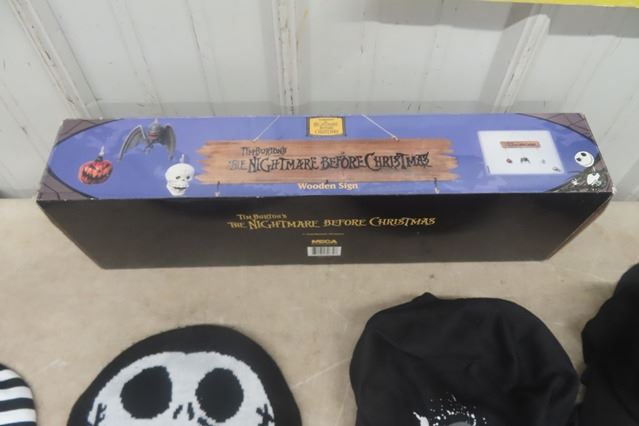 TIM BURTON'S
THE NIGHTMARE BEFORE CHRISTMAS
Wooden Sign
TIM BURTON'S
THE NIGHTMARE BEFORE CHRISTMAS
NECA